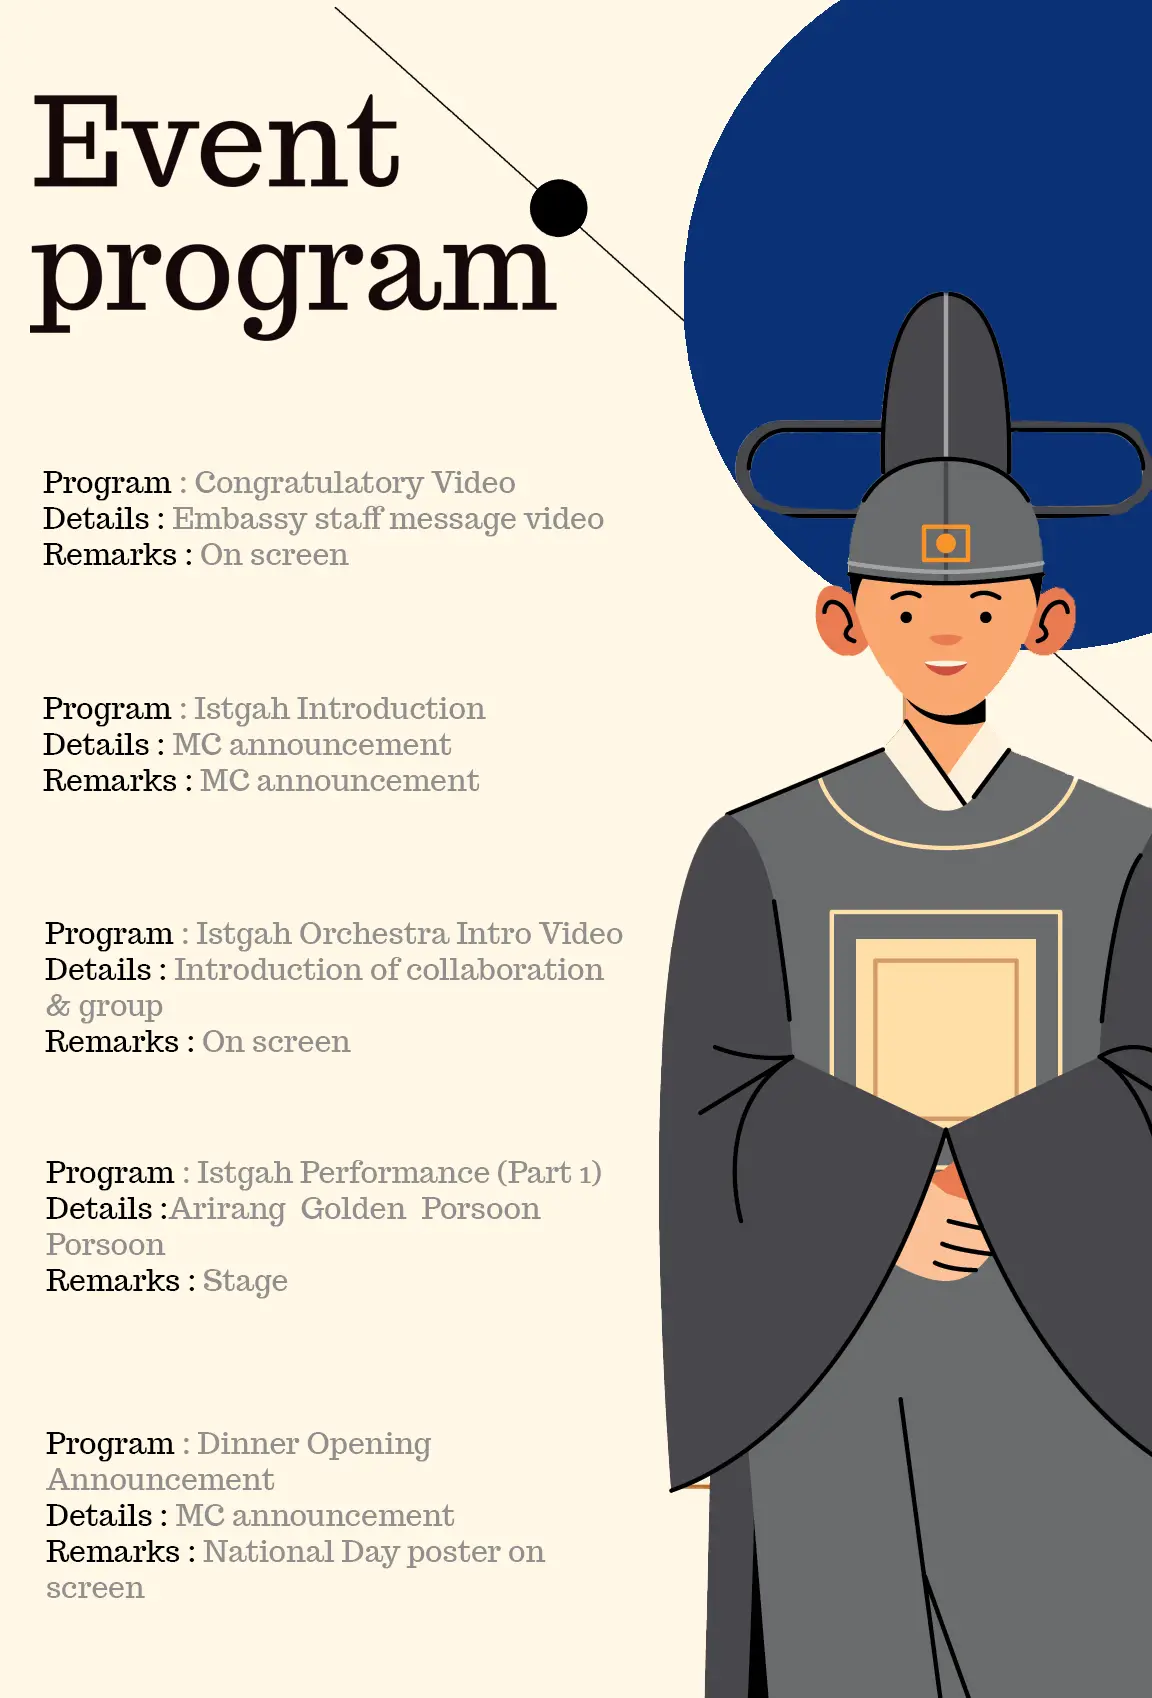 Event
program
Program : Congratulatory Video
Details : Embassy staff message video
Remarks : On screen
Program : Istgah Introduction
Details : MC announcement
Remarks : MC announcement
Program : Istgah Orchestra Intro Video
Details : Introduction of collaboration
& group
Remarks : On screen
Program : Istgah Performance (Part 1)
Details :Arirang Golden Porsoon
Porsoon
Remarks : Stage
Program : Dinner Opening
Announcement
Details : MC announcement
Remarks : National Day poster on
screen